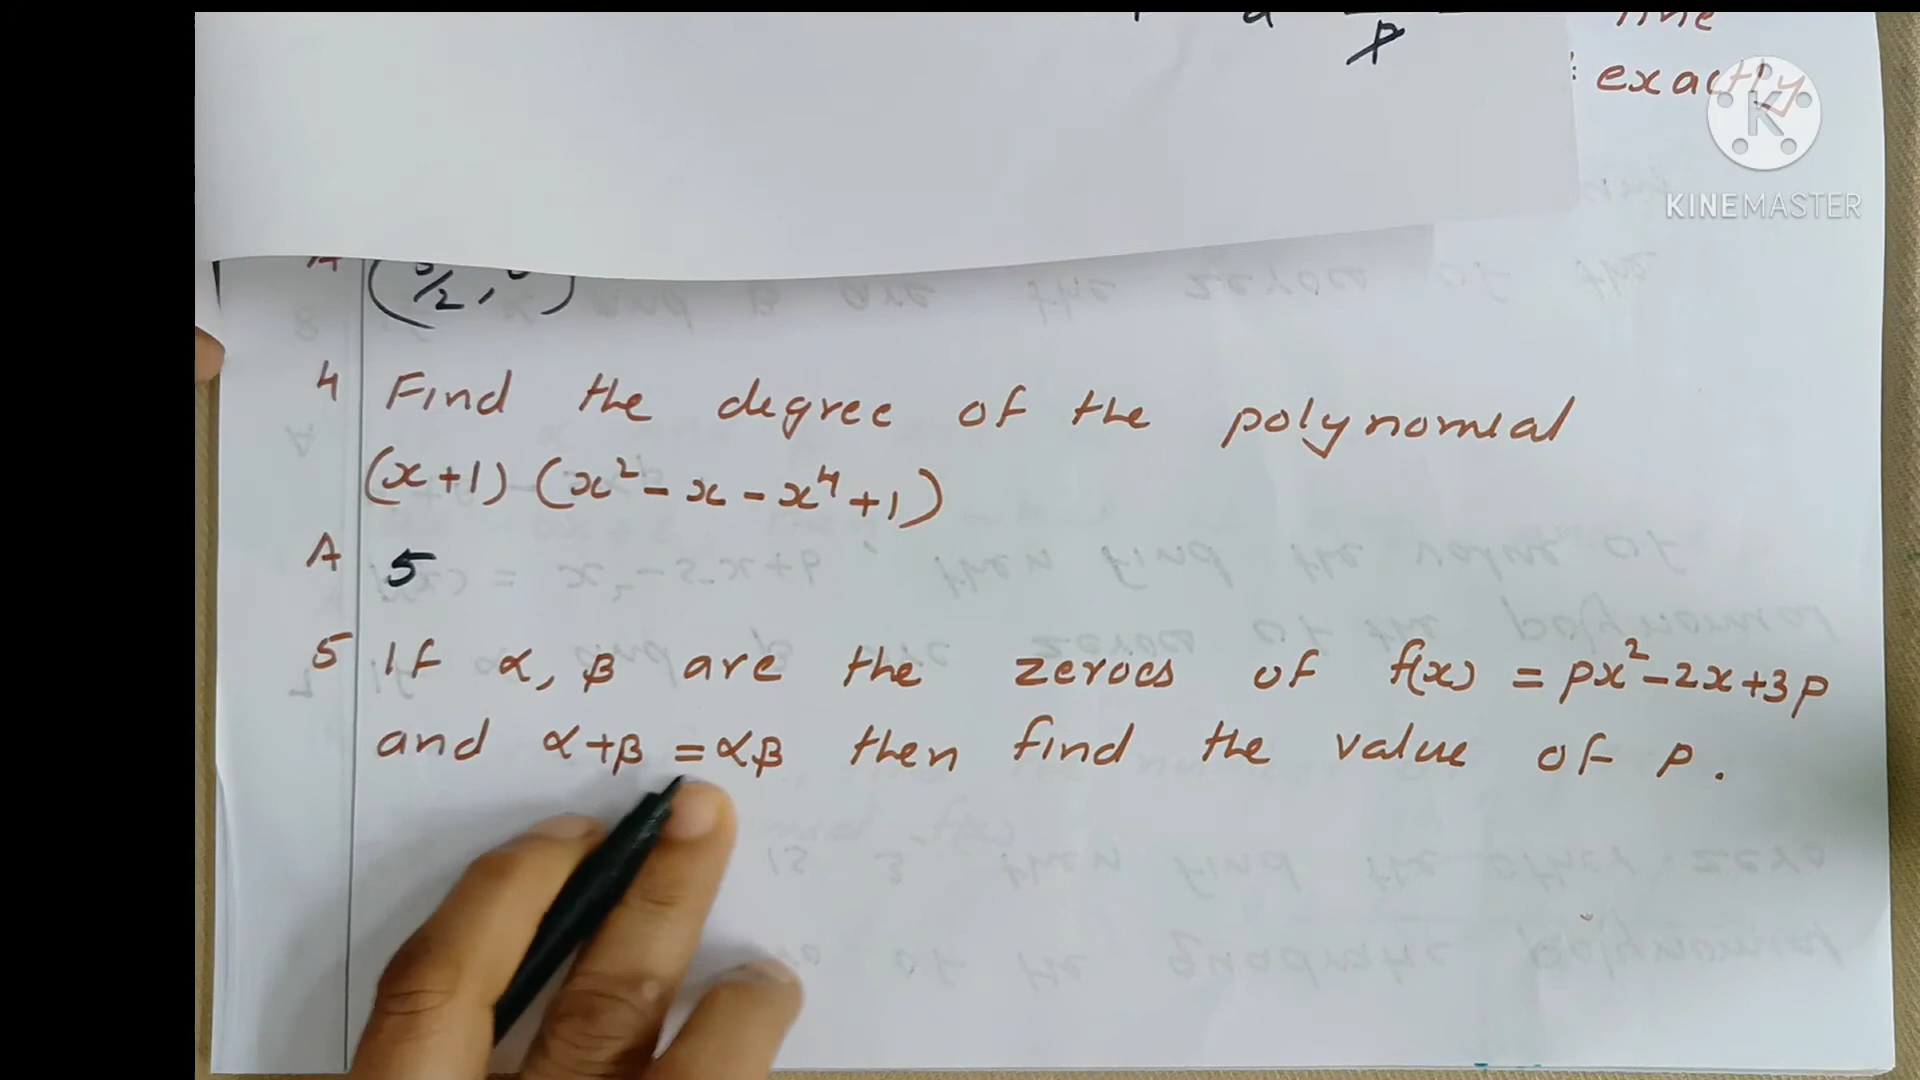 p
exactly
KINEMASTER
A
4 Find the degree of the polynomial
(x+1) (x² - x - x⁴ + 1)
A 5
5 If α, β are the zeroes of f(x) = px² - 2x + 3p
and α+β = αβ then find the value of p.